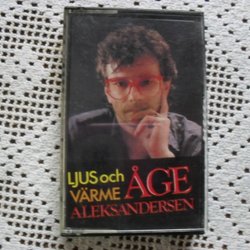 LJUS och
VÄRME
ÅGE
ALEKSANDERSEN